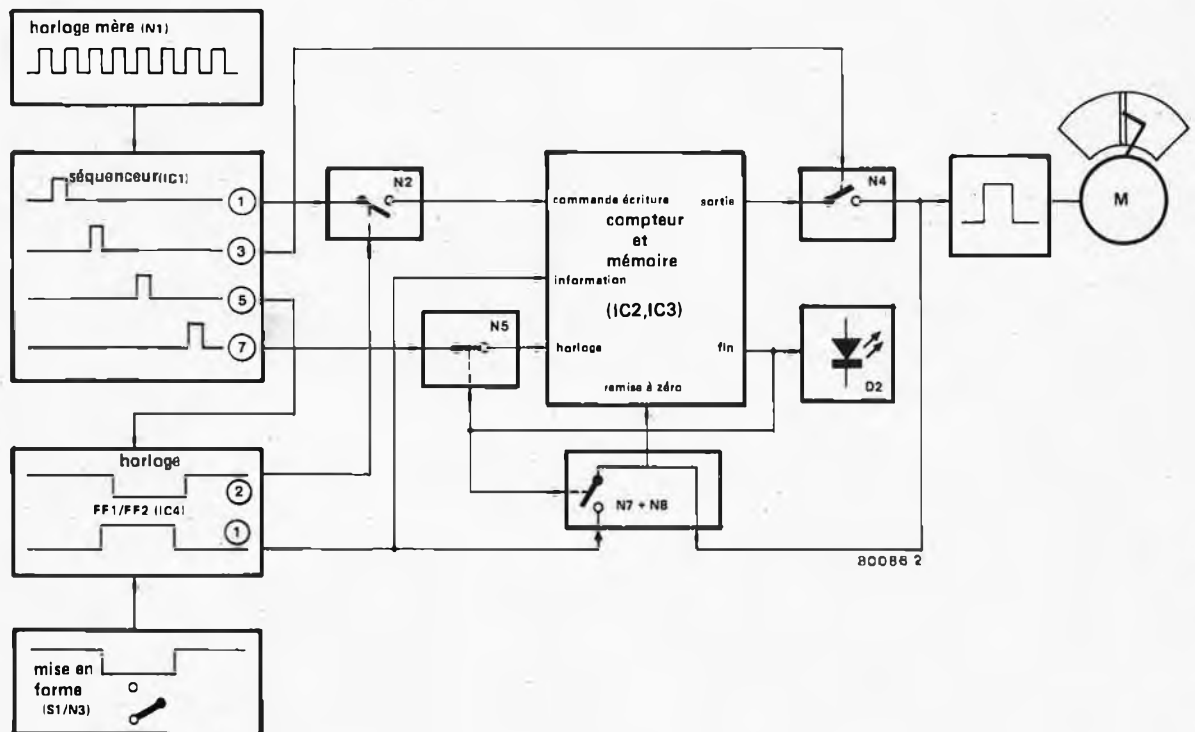 horloge mère (N1)
séquenceur(IC1)
1
3
5
7
N2
N5
commande écriture
sortie
compteur
et
mémoire
information
(IC2,IC3)
horloge
fin
remise à zéro
N4
M
D2
horloge
2
FF1/FF2 (IC4)
1
N7 + N8
80086 2
mise en
forme
(S1/N3)